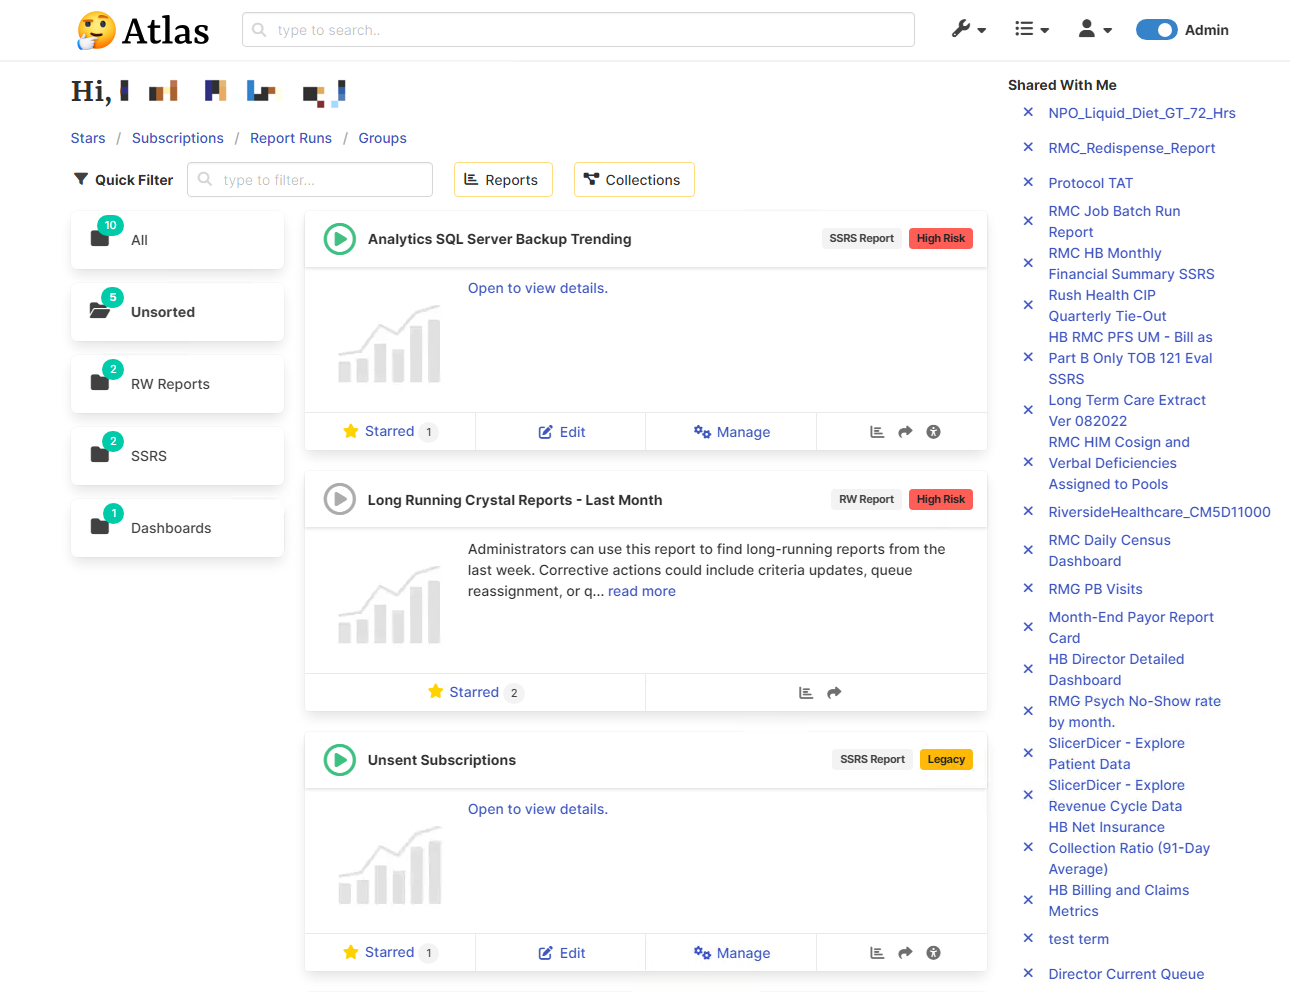 Atlas
type to search..
Admin
Hi,
Stars / Subscriptions / Report Runs / Groups
Quick Filter
type to filter...
Reports
Collections
10
All
5
Unsorted
2
RW Reports
2
SSRS
1
Dashboards
Analytics SQL Server Backup Trending
SSRS Report
High Risk
Open to view details.
Starred 1
Edit
Manage
Long Running Crystal Reports - Last Month
RW Report
High Risk
Administrators can use this report to find long-running reports from the
last week. Corrective actions could include criteria updates, queue
reassignment, or q... read more
Starred 2
Unsent Subscriptions
SSRS Report
Legacy
Open to view details.
Starred 1
Edit
Manage
Shared With Me
NPO_Liquid_Diet_GT_72_Hrs
RMC_Redispense_Report
Protocol TAT
RMC Job Batch Run
Report
RMC HB Monthly
Financial Summary SSRS
Rush Health CIP
Quarterly Tie-Out
HB RMC PFS UM - Bill as
Part B Only TOB 121 Eval
SSRS
Long Term Care Extract
Ver 082022
RMC HIM Cosign and
Verbal Deficiencies
Assigned to Pools
RiversideHealthcare_CM5D11000
RMC Daily Census
Dashboard
RMG PB Visits
Month-End Payor Report
Card
HB Director Detailed
Dashboard
RMG Psych No-Show rate
by month.
SlicerDicer - Explore
Patient Data
SlicerDicer - Explore
Revenue Cycle Data
HB Net Insurance
Collection Ratio (91-Day
Average)
HB Billing and Claims
Metrics
test term
Director Current Queue